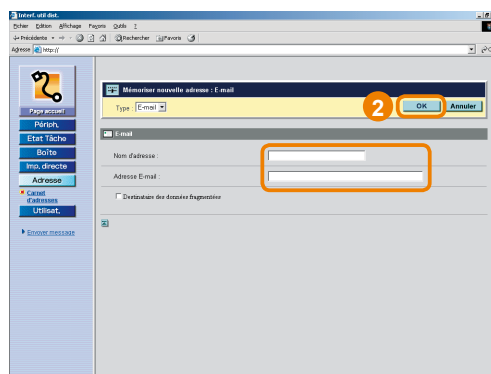 Interf. util dist.
Fichier Edition Affichage Favoris Outils ?
Précédente Rechercher Favoris
Adresse http://
Page accueil
Périph.
Etat Tâche
Boîte
Imp. directe
Adresse
Carnet d'adresses
Utilisat.
Envoyer message
Mémoriser nouvelle adresse : E-mail
Type : E-mail
2
OK
Annuler
E-mail
Nom d'adresse :
Adresse E-mail :
Destinataire des données fragmentées